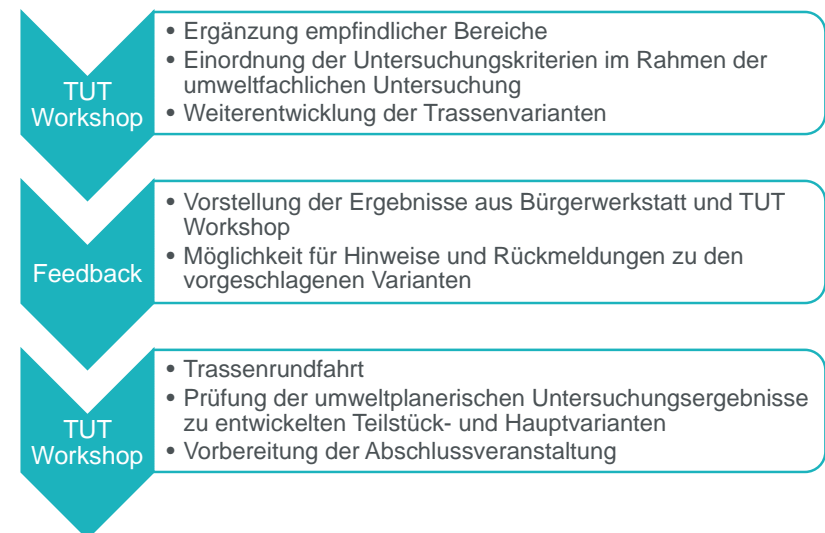 TUT
Workshop
• Ergänzung empfindlicher Bereiche
• Einordnung der Untersuchungskriterien im Rahmen der
umweltfachlichen Untersuchung
• Weiterentwicklung der Trassenvarianten
Feedback
• Vorstellung der Ergebnisse aus Bürgerwerkstatt und TUT
Workshop
• Möglichkeit für Hinweise und Rückmeldungen zu den
vorgeschlagenen Varianten
TUT
Workshop
• Trassenrundfahrt
• Prüfung der umweltplanerischen Untersuchungsergebnisse
zu entwickelten Teilstück- und Hauptvarianten
• Vorbereitung der Abschlussveranstaltung